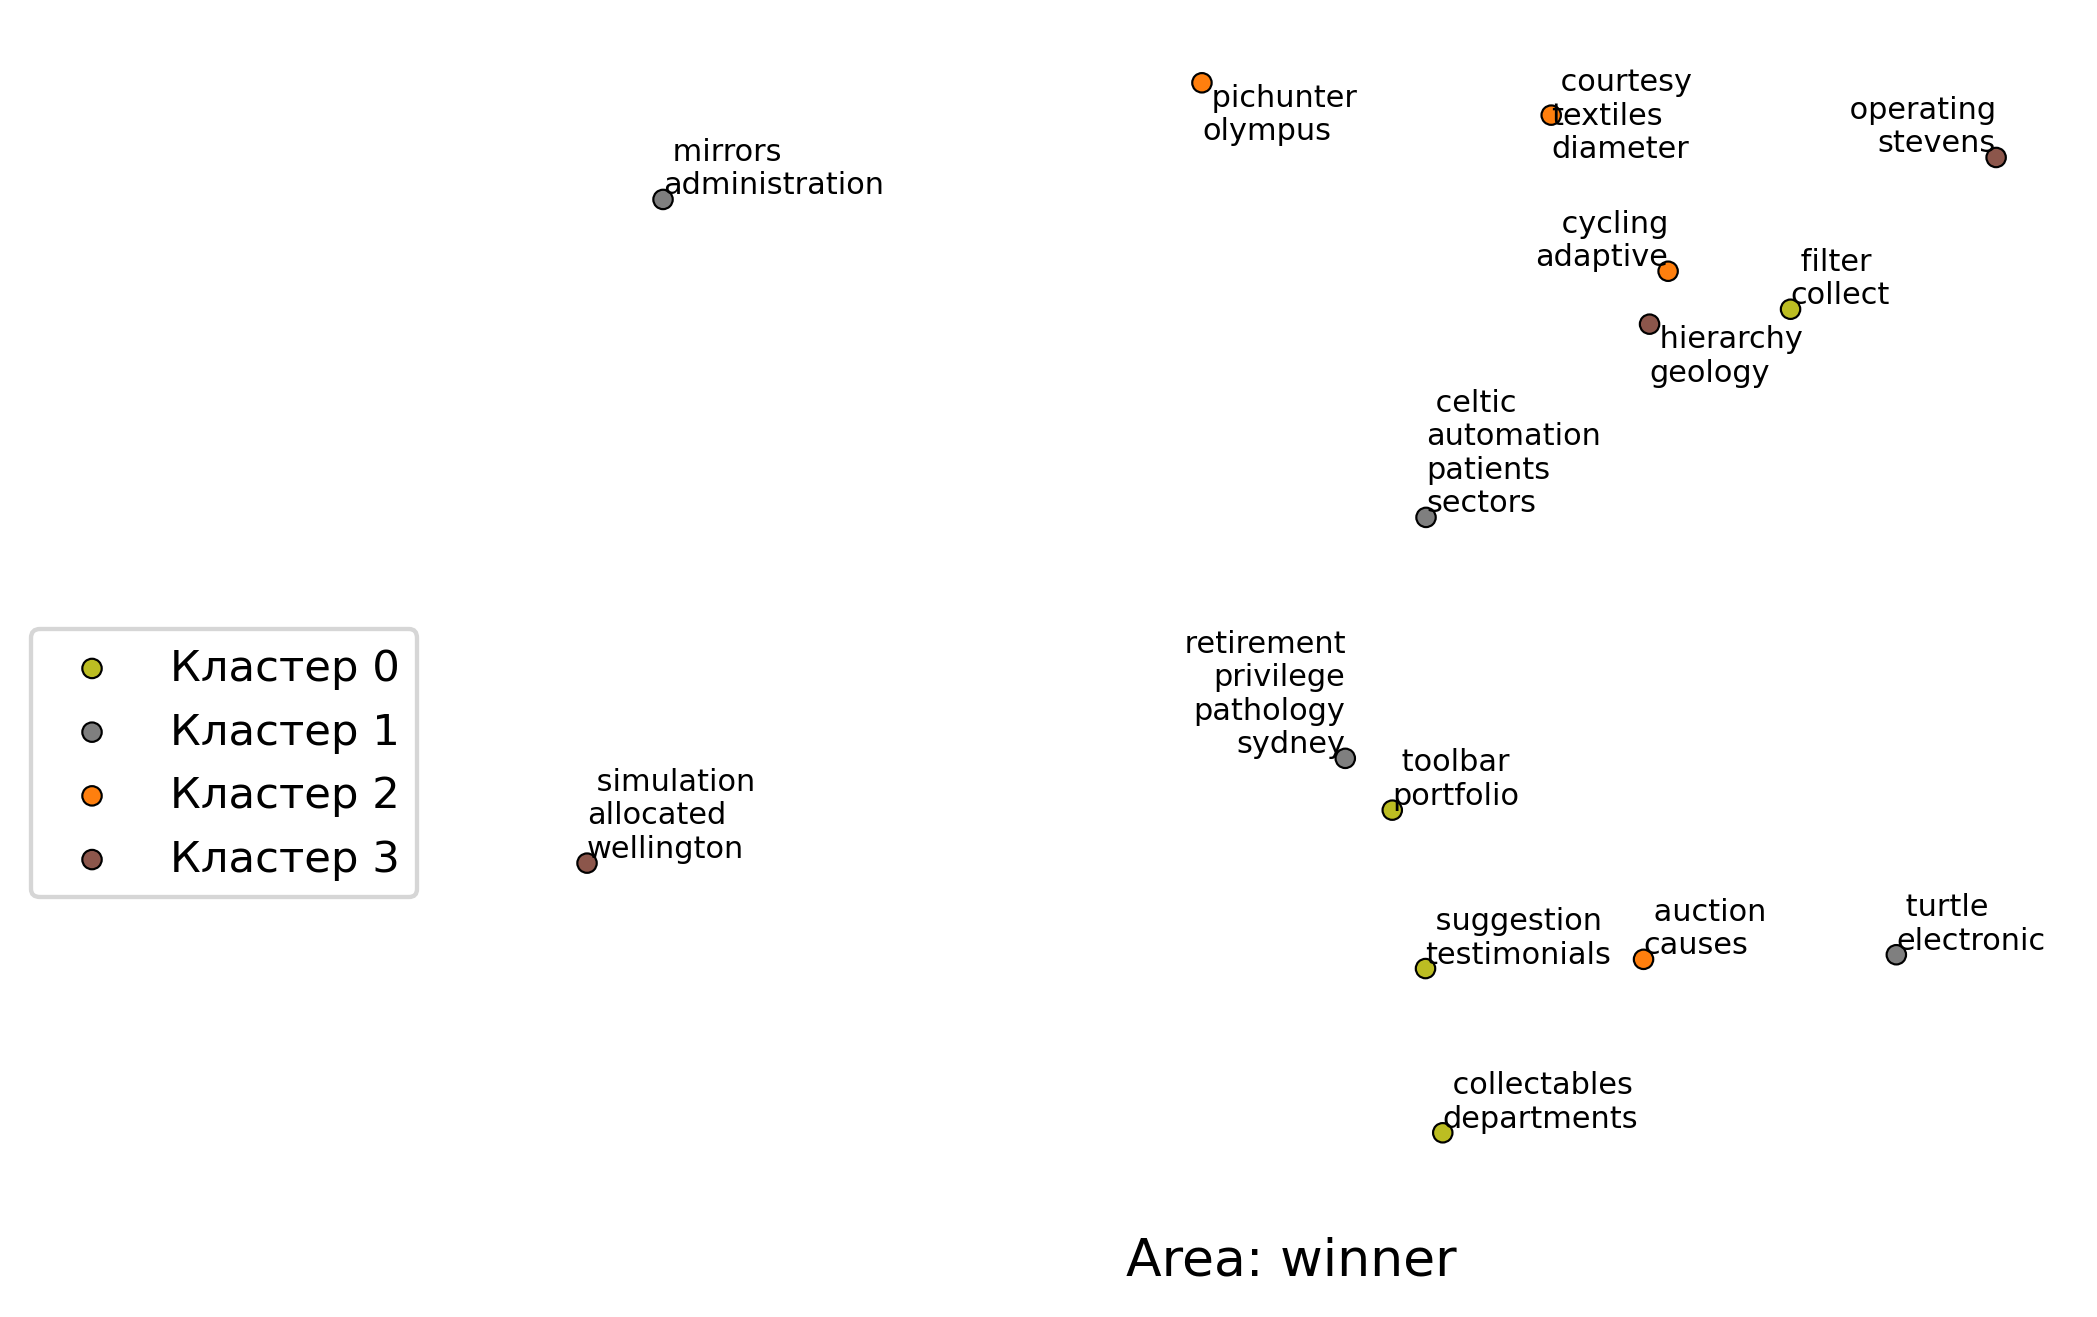 pichunter
olympus
courtesy
textiles
diameter
operating
stevens
mirrors
administration
cycling
adaptive
filter
collect
hierarchy
geology
celtic
automation
patients
sectors
Кластер 0
Кластер 1
Кластер 2
Кластер 3
retirement
privilege
pathology
sydney
toolbar
portfolio
simulation
allocated
wellington
suggestion
testimonials
auction
causes
turtle
electronic
collectables
departments
Area: winner